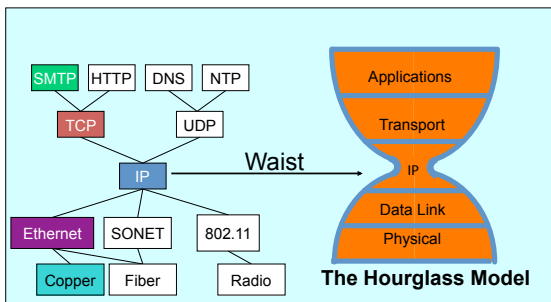 SMTP HTTP DNS NTP
TCP UDP
IP
Waist
Ethernet SONET 802.11
Copper Fiber Radio
Applications
Transport
IP
Data Link
Physical
The Hourglass Model